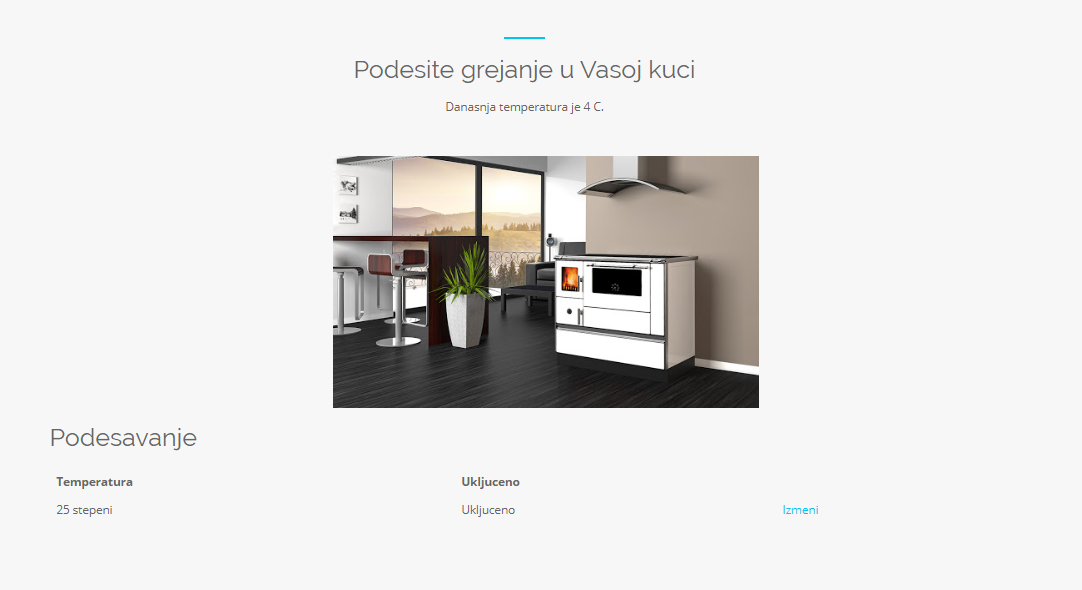 Podesite grejanje u Vasoj kuci
Danasnja temperatura je 4 C.
Podesavanje
Temperatura Ukljuceno
25 stepeni Ukljuceno Izmeni